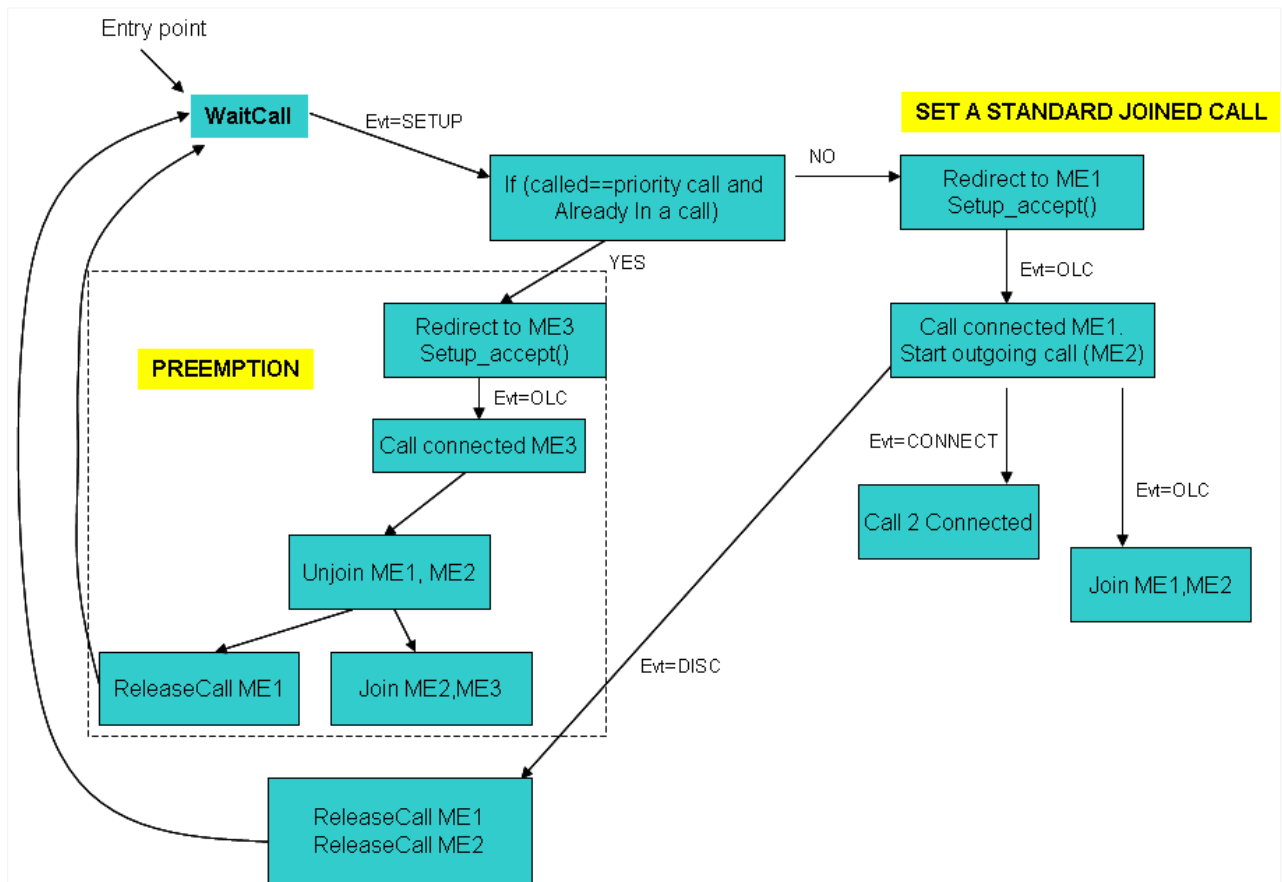 Entry point
WaitCall
Evt=SETUP
SET A STANDARD JOINED CALL
If (called==priority call and
Already In a call)
NO
Redirect to ME1
Setup_accept()
YES
Evt=OLC
Redirect to ME3
Setup_accept()
Call connected ME1.
Start outgoing call (ME2)
PREEMPTION
Evt=OLC
Call connected ME3
Evt=CONNECT
Evt=OLC
Call 2 Connected
Unjoin ME1, ME2
Join ME1,ME2
Evt=DISC
ReleaseCall ME1
Join ME2,ME3
ReleaseCall ME1
ReleaseCall ME2